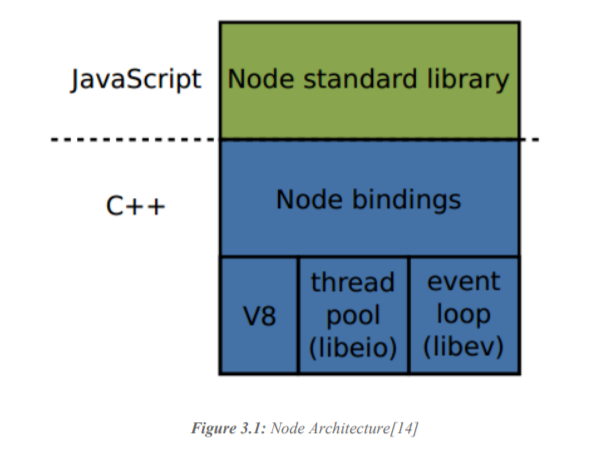 JavaScript
Node standard library
C++
Node bindings
V8
thread
pool
(libeio)
event
loop
(libev)
Figure 3.1: Node Architecture[14]